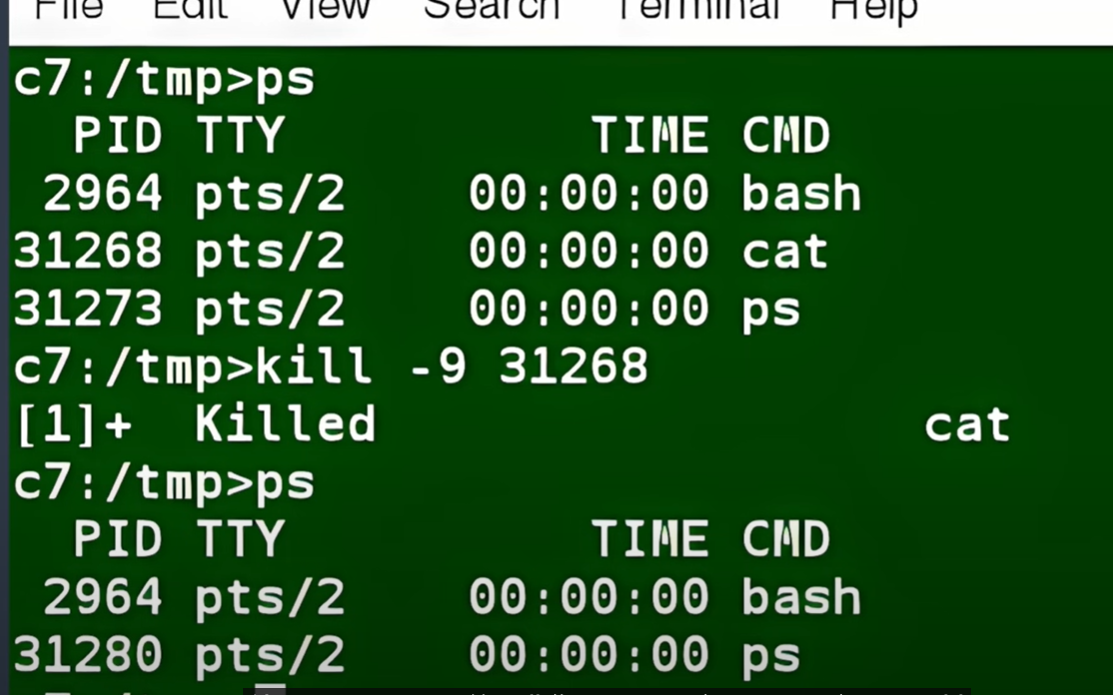 File Edit View Search Terminal Help
c7:/tmp>ps
PID TTY TIME CMD
2964 pts/2 00:00:00 bash
31268 pts/2 00:00:00 cat
31273 pts/2 00:00:00 ps
c7:/tmp>kill -9 31268
[1]+ Killed cat
c7:/tmp>ps
PID TTY TIME CMD
2964 pts/2 00:00:00 bash
31280 pts/2 00:00:00 ps